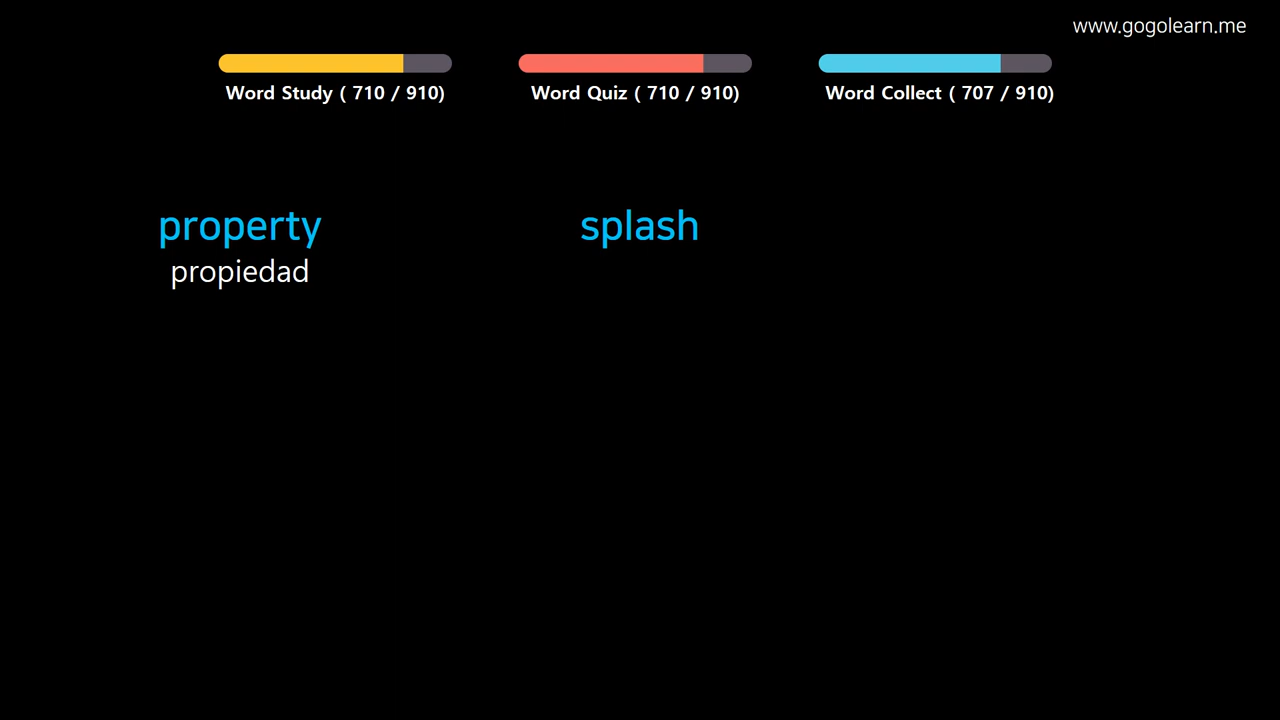 www.gogolearn.me
Word Study ( 710 / 910)
Word Quiz ( 710 / 910)
Word Collect ( 707 / 910)
property
propiedad
splash